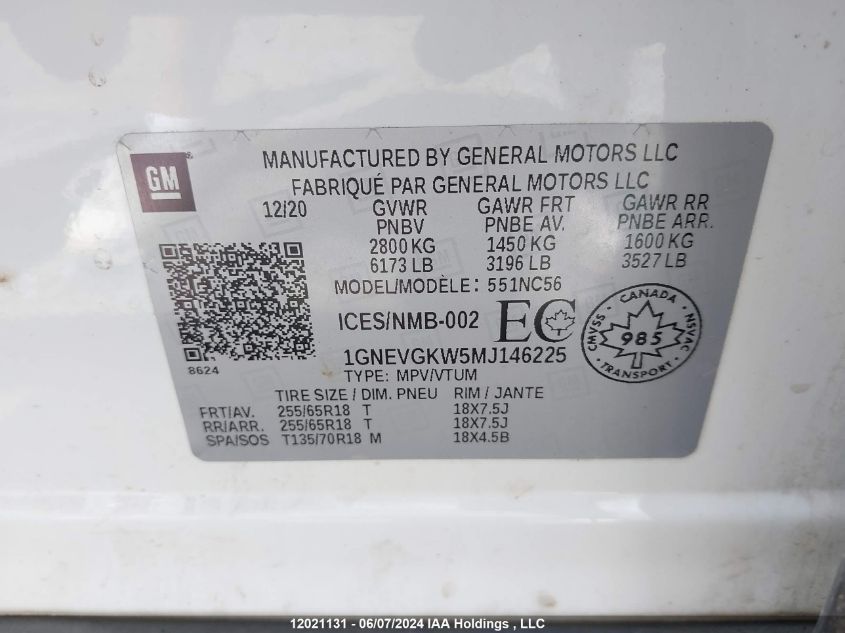 MANUFACTURED BY GENERAL MOTORS LLC
FABRIQUÉ PAR GENERAL MOTORS LLC
GM
®
12/20 GVWR GAWR FRT GAWR RR
PNBV PNBE AV. PNBE ARR.
2800 KG 1450 KG 1600 KG
6173 LB 3196 LB 3527 LB
MODEL/MODÈLE: 551NC56
ICES/NMB-002 EC
CANADA
CMVSS 985 NSVAC
TRANSPORT
1GNEVGKW5MJ146225
8624
TYPE: MPV/VTUM
TIRE SIZE / DIM. PNEU RIM / JANTE
FRT/AV. 255/65R18 T 18X7.5J
RR/ARR. 255/65R18 T 18X7.5J
SPA/SOS T135/70R18 M 18X4.5B
12021131 - 06/07/2024 IAA Holdings , LLC